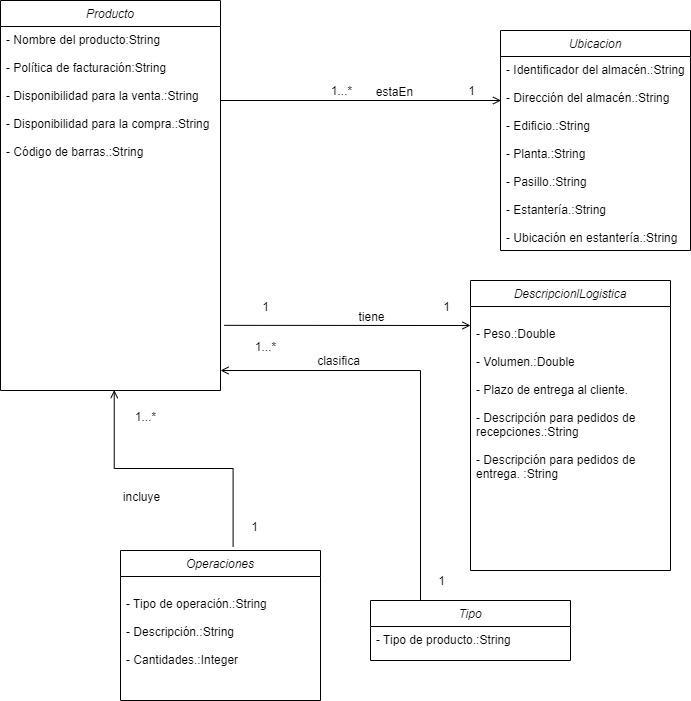 Producto
- Nombre del producto:String
- Política de facturación:String
- Disponibilidad para la venta.:String
- Disponibilidad para la compra.:String
- Código de barras.:String
1...*
estaEn
1
Ubicacion
- Identificador del almacén.:String
- Dirección del almacén.:String
- Edificio.:String
- Planta.:String
- Pasillo.:String
- Estantería.:String
- Ubicación en estantería.:String
1
tiene
1
DescripcionlLogistica
- Peso.:Double
- Volumen.:Double
- Plazo de entrega al cliente.
- Descripción para pedidos de
recepciones.:String
- Descripción para pedidos de
entrega. :String
1...*
clasifica
1
1...*
incluye
1
Operaciones
- Tipo de operación.:String
- Descripción.:String
- Cantidades.:Integer
Tipo
- Tipo de producto.:String